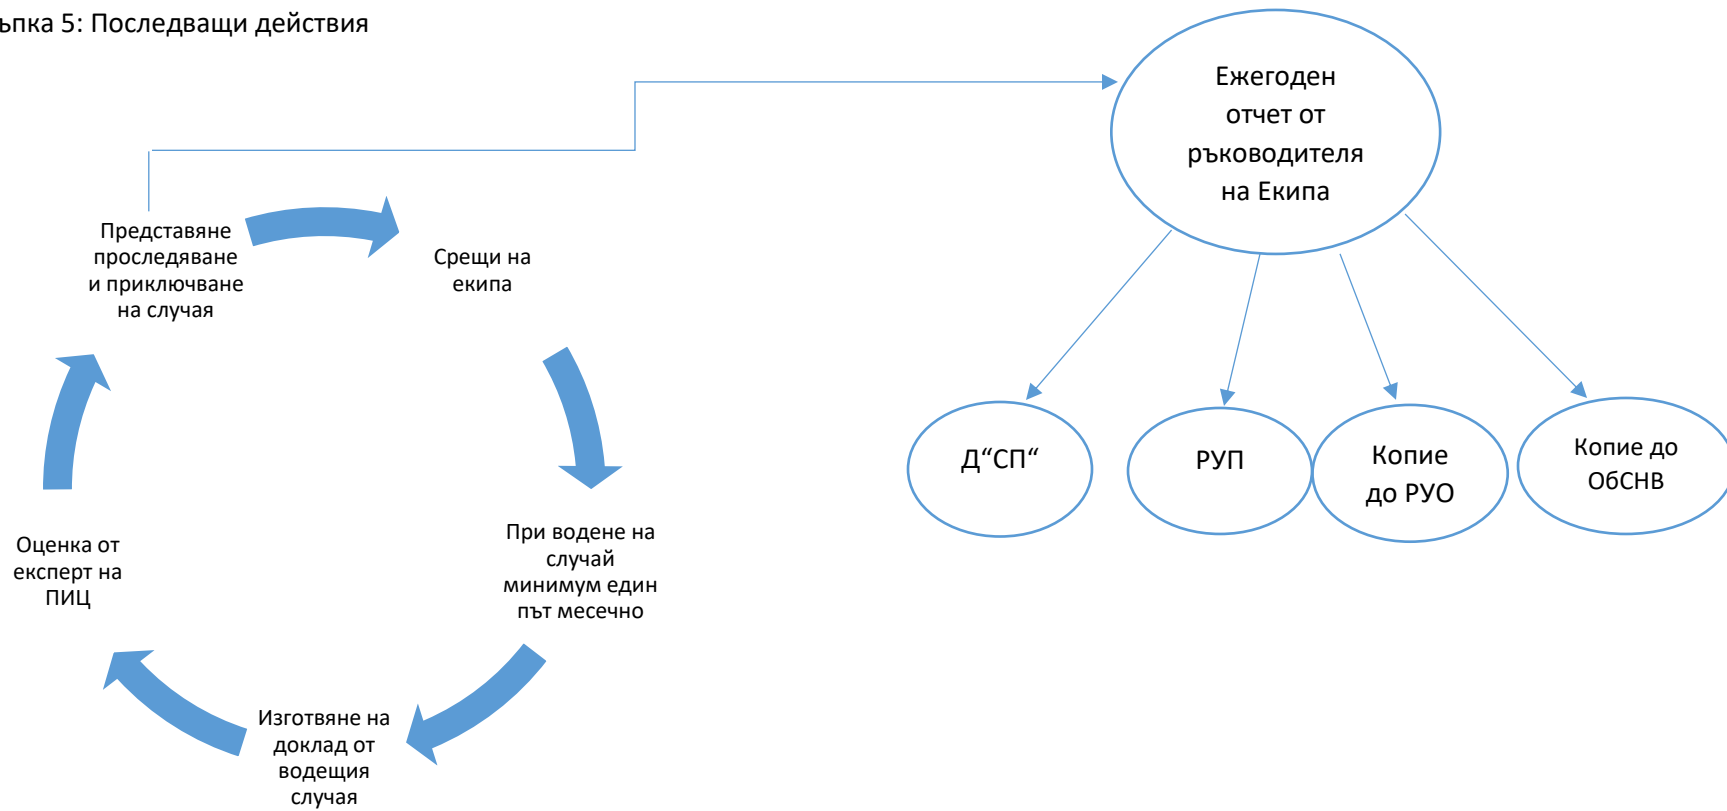 ъпка 5: Последващи действия
Ежегоден
отчет от
ръководителя
на Екипа
Представяне
проследяване
и приключване
на случая
Срещи на
екипа
При водене на
случай
минимум един
път месечно
Изготвяне на
доклад от
водещия
случая
Оценка от
експерт на
ПИЦ
Д“СП“
РУП
Копие
до РУО
Копие до
ОбСНВ